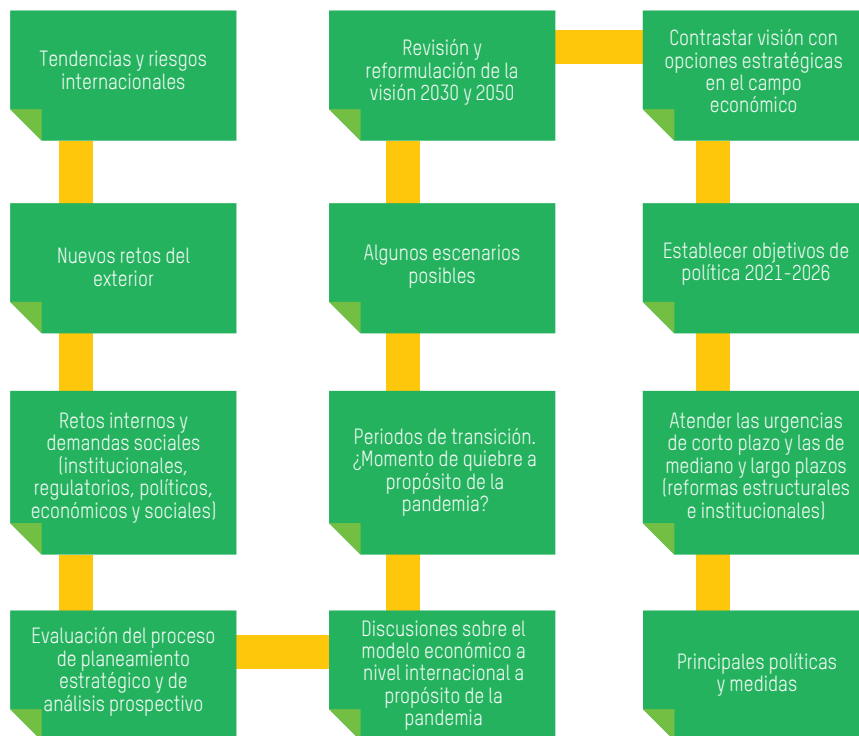 Tendencias y riesgos
internacionales
Nuevos retos del
exterior
Retos internos y
demandas sociales
(institucionales,
regulatorios, políticos,
económicos y sociales)
Evaluación del proceso
de planeamiento
estratégico y de
análisis prospectivo
Discusiones sobre el
modelo económico a
nivel internacional a
propósito de la
pandemia
Periodos de transición.
¿Momento de quiebre a
propósito de la
pandemia?
Algunos escenarios
posibles
Revisión y
reformulación de la
visión 2030 y 2050
Contrastar visión con
opciones estratégicas
en el campo
económico
Establecer objetivos de
política 2021-2026
Atender las urgencias
de corto plazo y las de
mediano y largo plazos
(reformas estructurales
e institucionales)
Principales políticas
y medidas